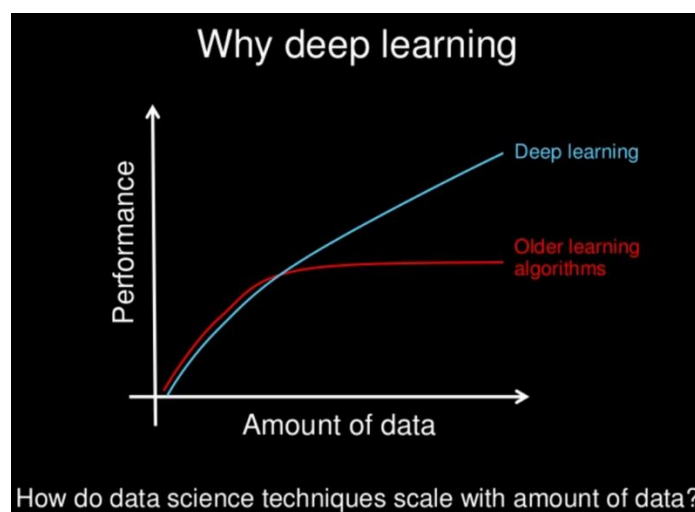 Why deep learning
Performance
Deep learning
Older learning
algorithms
Amount of data
How do data science techniques scale with amount of data?